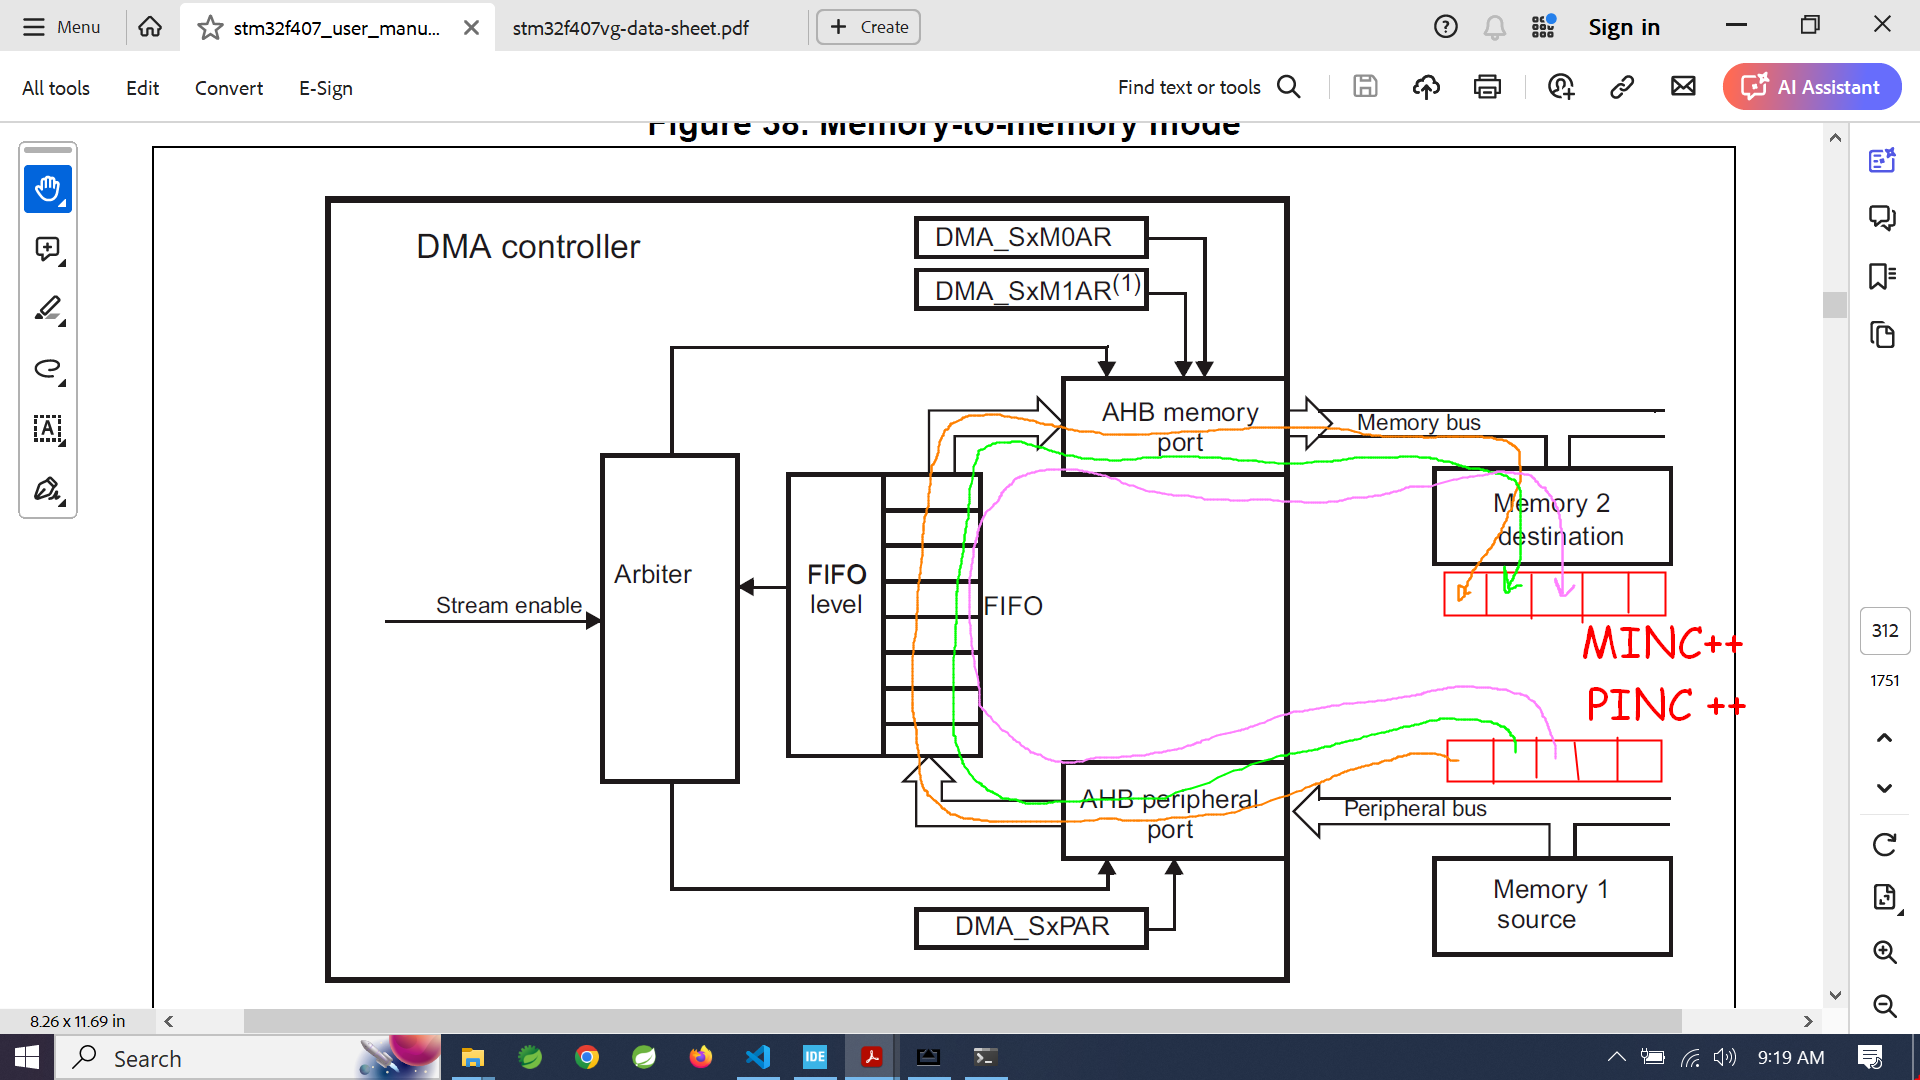 Menu
stm32f407_user_manu...
stm32f407vg-data-sheet.pdf
Create
Sign in
All tools
Edit
Convert
E-Sign
Find text or tools
AI Assistant
Figure 38. Memory-to-memory mode
DMA controller
DMA_SxM0AR
DMA_SxM1AR(1)
AHB memory
port
Memory bus
Memory 2
destination
Arbiter
Stream enable
FIFO
level
FIFO
MINC++
PINC ++
AHB peripheral
port
Peripheral bus
Memory 1
source
DMA_SxPAR
312
1751
8.26 x 11.69 in
Search
IDE
9:19 AM